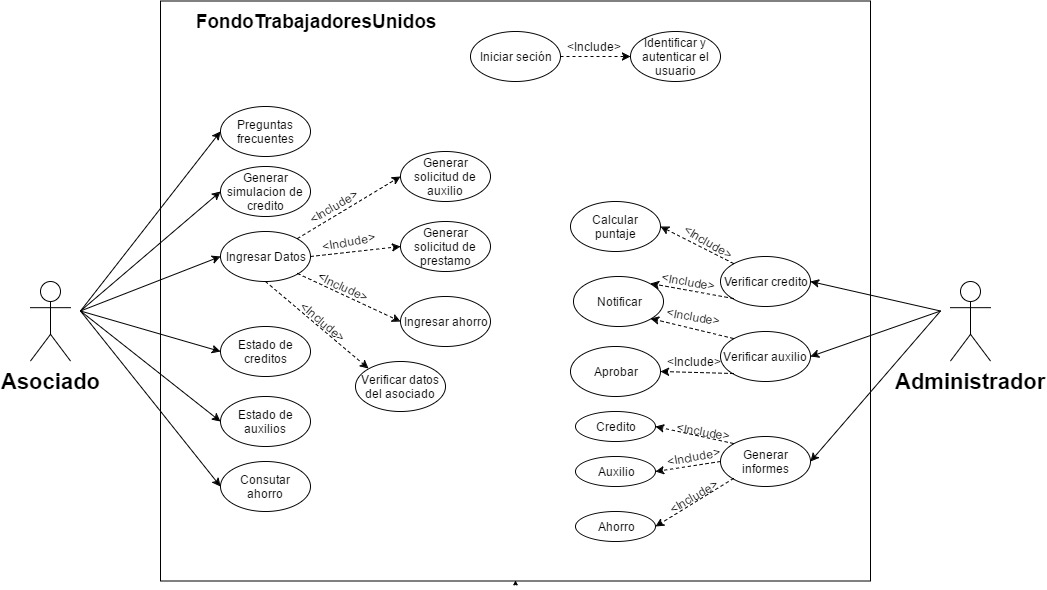 FondoTrabajadoresUnidos
Iniciar seción
<Include>
Identificar y
autenticar el
usuario
Preguntas
frecuentes
Generar
simulacion de
credito
Ingresar Datos
Estado de
creditos
Estado de
auxilios
Consutar
ahorro
<Include>
<Include>
<Include>
<Include>
Generar
solicitud de
auxilio
Generar
solicitud de
prestamo
Ingresar ahorro
Verificar datos
del asociado
Asociado
Calcular
puntaje
Notificar
Aprobar
Credito
Auxilio
Ahorro
<Include>
<Include>
<Include>
<Include>
<Include>
<Include>
<Include>
Verificar credito
Verificar auxilio
Generar
informes
Administrador